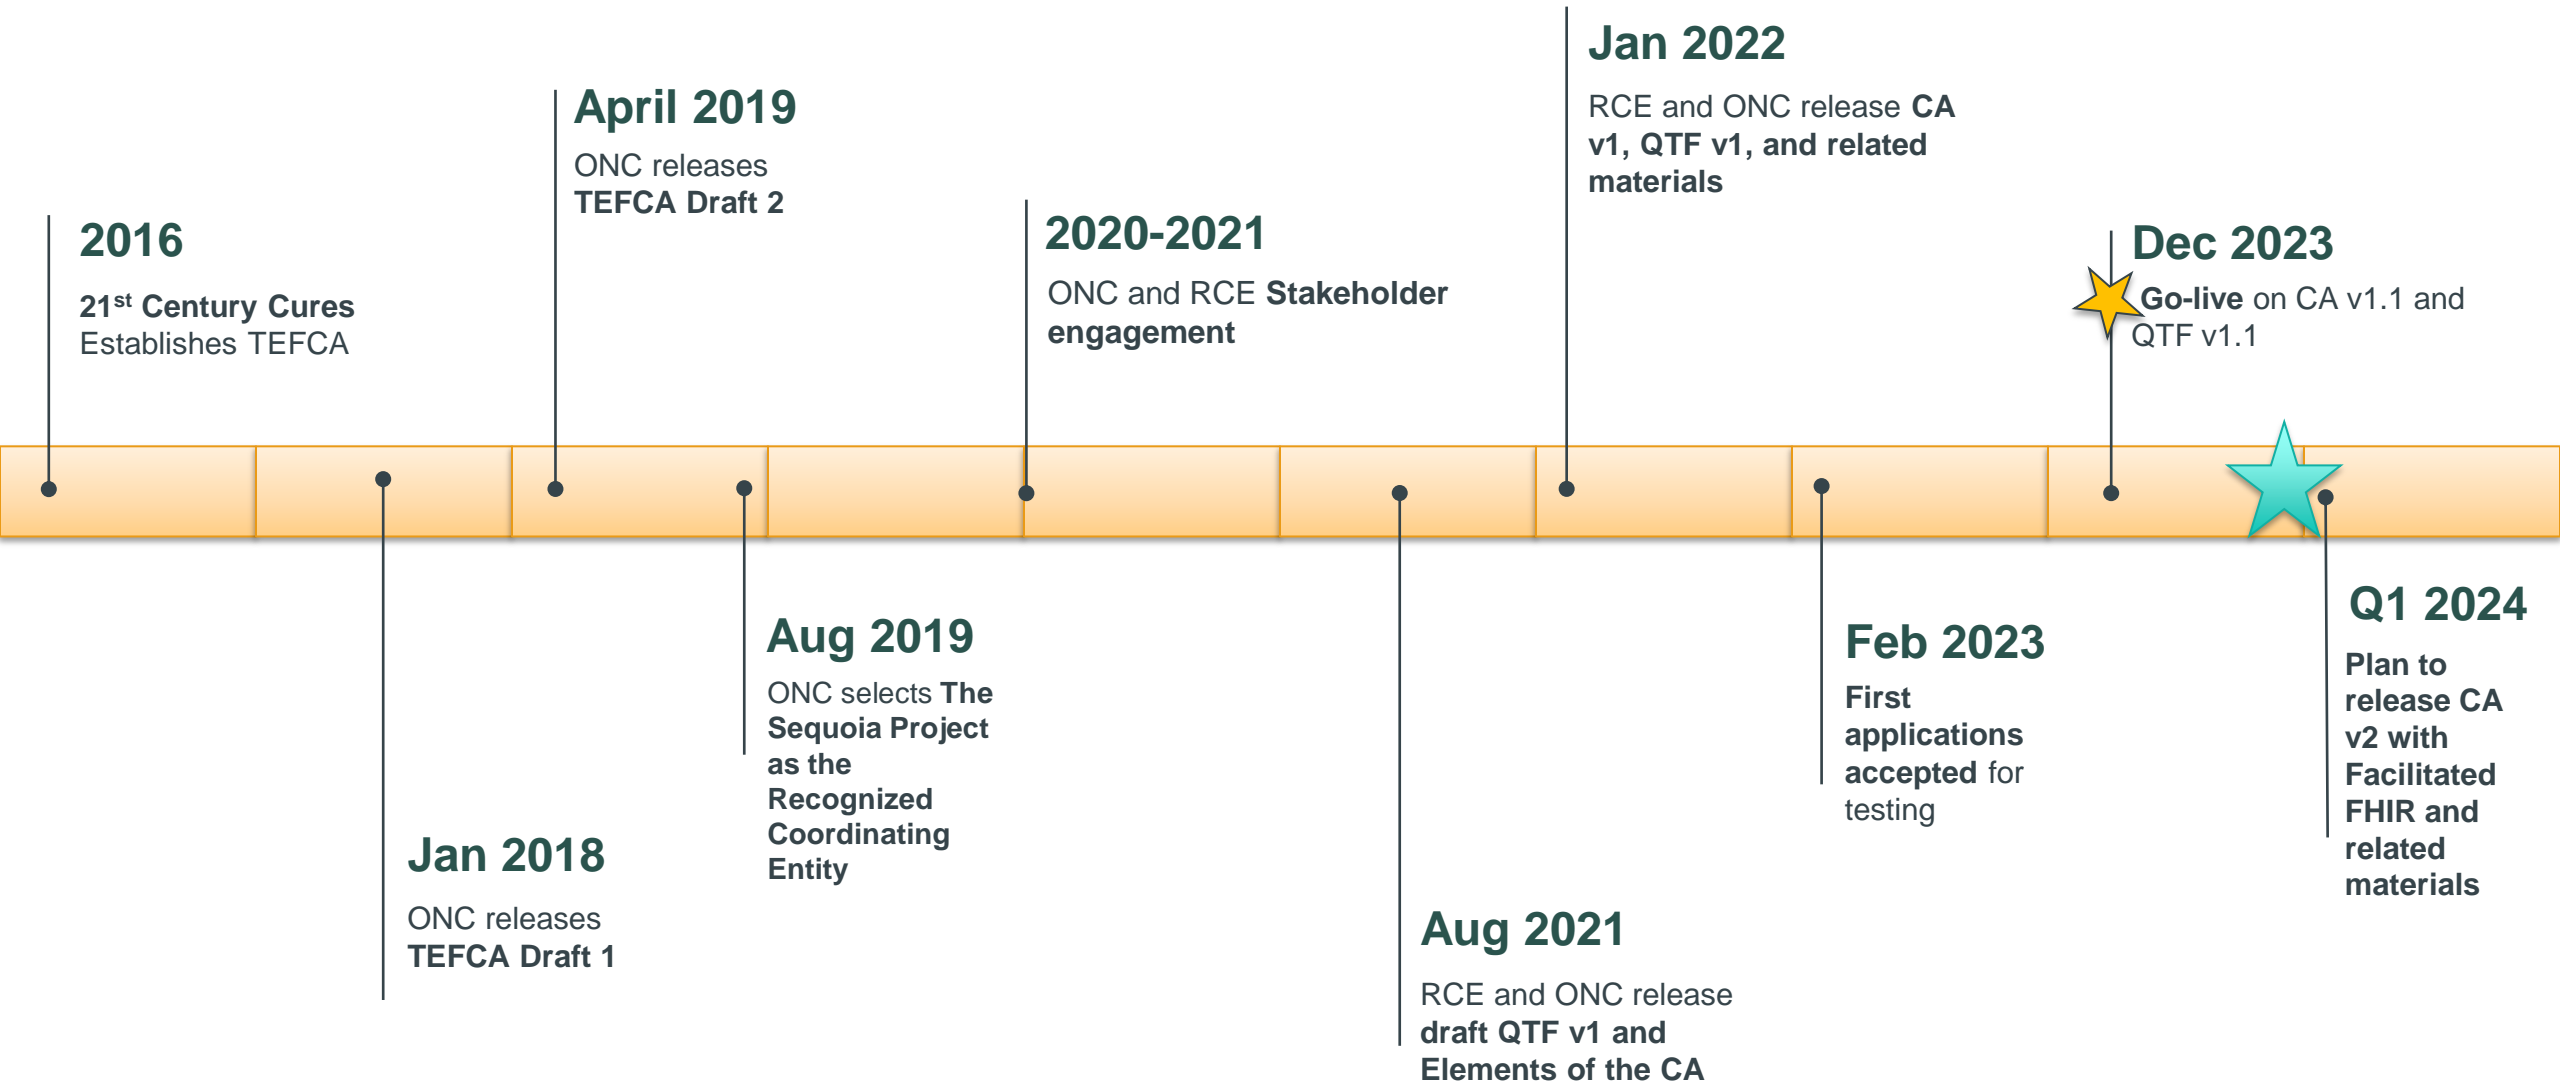 2016
21st Century Cures
Establishes TEFCA
Jan 2018
ONC releases
TEFCA Draft 1
April 2019
ONC releases
TEFCA Draft 2
Aug 2019
ONC selects The
Sequoia Project
as the
Recognized
Coordinating
Entity
2020-2021
ONC and RCE Stakeholder
engagement
Aug 2021
RCE and ONC release
draft QTF v1 and
Elements of the CA
Jan 2022
RCE and ONC release CA
v1, QTF v1, and related
materials
Feb 2023
First
applications
accepted for
testing
Dec 2023
Go-live on CA v1.1 and
QTF v1.1
Q1 2024
Plan to
release CA
v2 with
Facilitated
FHIR and
related
materials